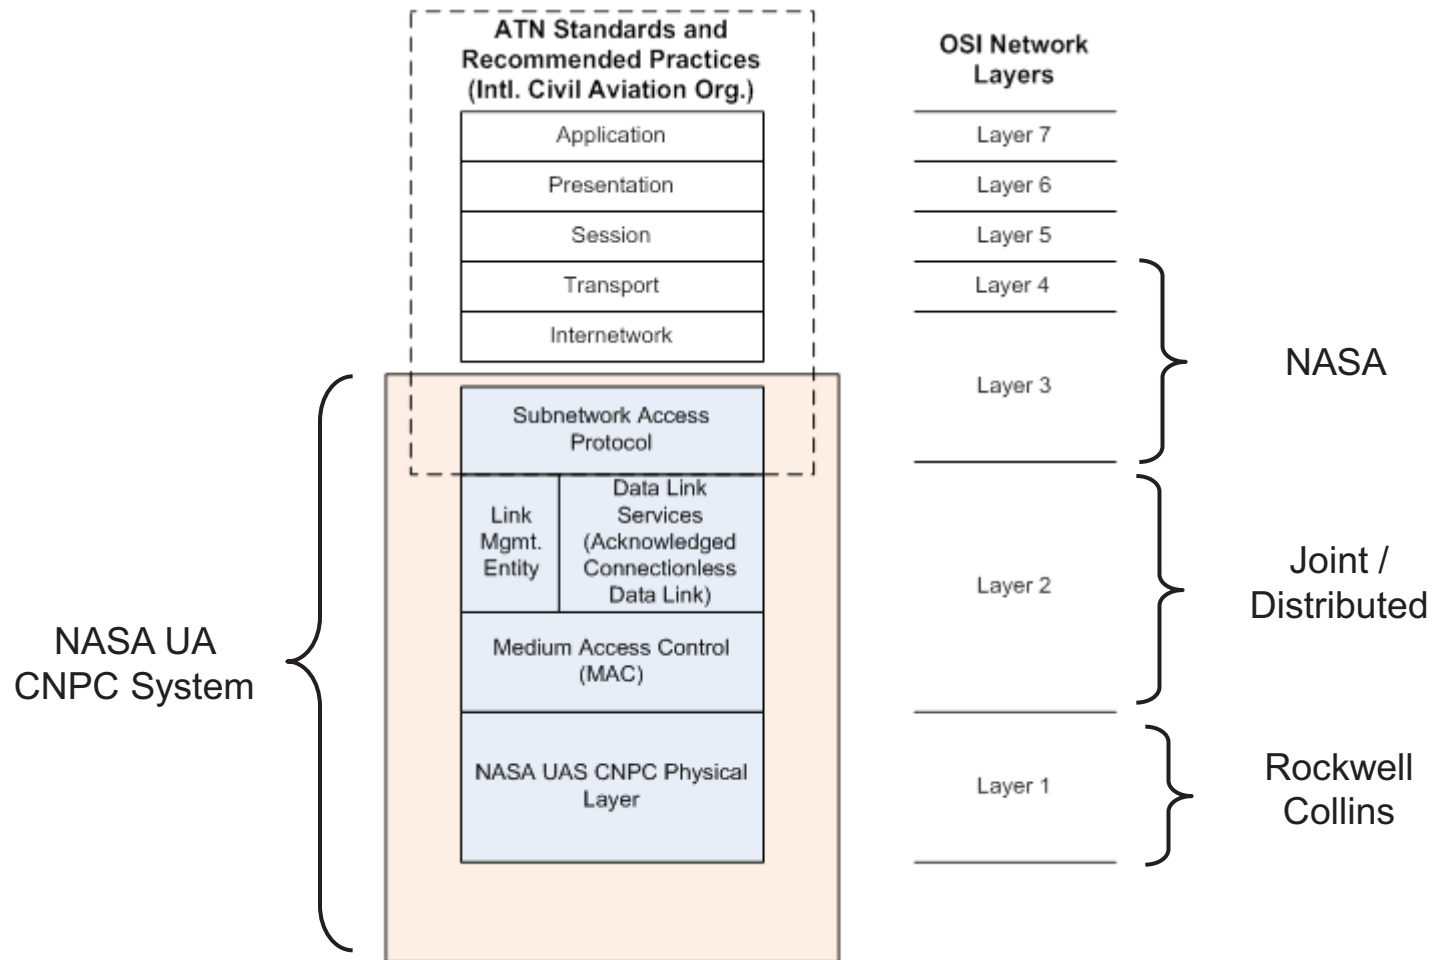 ATN Standards and
Recommended Practices
(Intl. Civil Aviation Org.)
Application
Presentation
Session
Transport
Internetwork
Subnetwork Access
Protocol
Link
Mgmt.
Entity
Data Link
Services
(Acknowledged
Connectionless
Data Link)
Medium Access Control
(MAC)
NASA UAS CNPC Physical
Layer
NASA UA
CNPC System
OSI Network
Layers
Layer 7
Layer 6
Layer 5
Layer 4
Layer 3
Layer 2
Layer 1
NASA
Joint /
Distributed
Rockwell
Collins